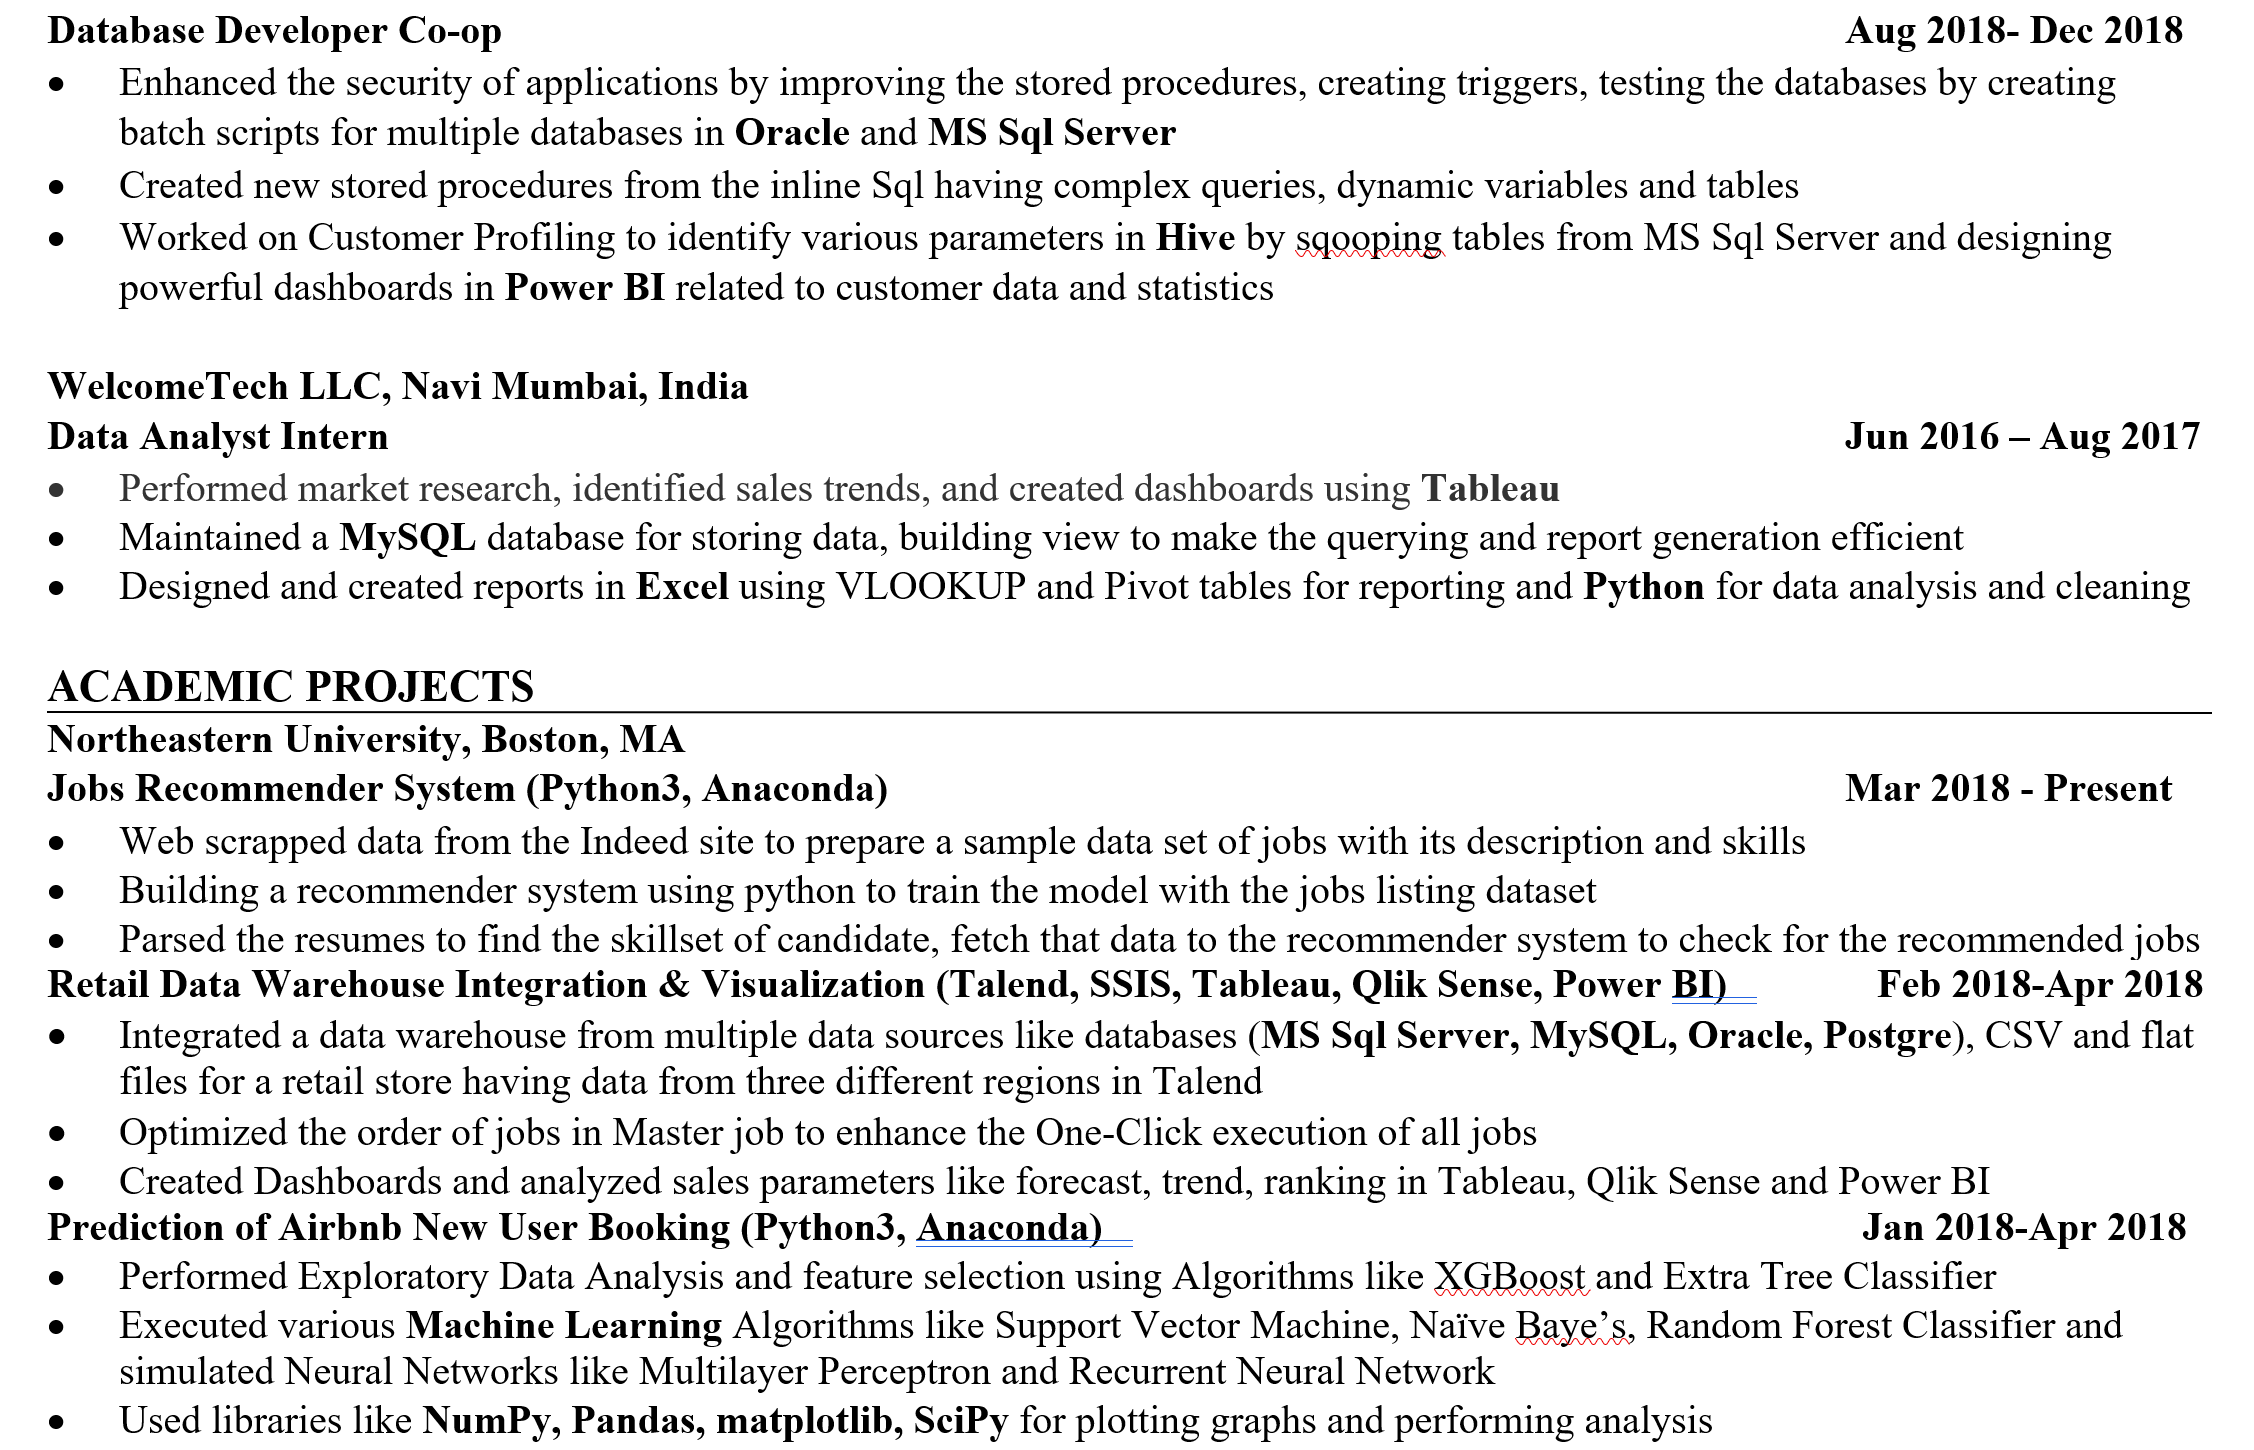 Database Developer Co-op Aug 2018- Dec 2018
• Enhanced the security of applications by improving the stored procedures, creating triggers, testing the databases by creating
batch scripts for multiple databases in Oracle and MS Sql Server
• Created new stored procedures from the inline Sql having complex queries, dynamic variables and tables
• Worked on Customer Profiling to identify various parameters in Hive by sqooping tables from MS Sql Server and designing
powerful dashboards in Power BI related to customer data and statistics
WelcomeTech LLC, Navi Mumbai, India
Data Analyst Intern Jun 2016 – Aug 2017
• Performed market research, identified sales trends, and created dashboards using Tableau
• Maintained a MySQL database for storing data, building view to make the querying and report generation efficient
• Designed and created reports in Excel using VLOOKUP and Pivot tables for reporting and Python for data analysis and cleaning
ACADEMIC PROJECTS
Northeastern University, Boston, MA
Jobs Recommender System (Python3, Anaconda) Mar 2018 - Present
• Web scrapped data from the Indeed site to prepare a sample data set of jobs with its description and skills
• Building a recommender system using python to train the model with the jobs listing dataset
• Parsed the resumes to find the skillset of candidate, fetch that data to the recommender system to check for the recommended jobs
Retail Data Warehouse Integration & Visualization (Talend, SSIS, Tableau, Qlik Sense, Power BI) Feb 2018-Apr 2018
• Integrated a data warehouse from multiple data sources like databases (MS Sql Server, MySQL, Oracle, Postgre), CSV and flat
files for a retail store having data from three different regions in Talend
• Optimized the order of jobs in Master job to enhance the One-Click execution of all jobs
• Created Dashboards and analyzed sales parameters like forecast, trend, ranking in Tableau, Qlik Sense and Power BI
Prediction of Airbnb New User Booking (Python3, Anaconda) Jan 2018-Apr 2018
• Performed Exploratory Data Analysis and feature selection using Algorithms like XGBoost and Extra Tree Classifier
• Executed various Machine Learning Algorithms like Support Vector Machine, Naïve Baye’s, Random Forest Classifier and
simulated Neural Networks like Multilayer Perceptron and Recurrent Neural Network
• Used libraries like NumPy, Pandas, matplotlib, SciPy for plotting graphs and performing analysis